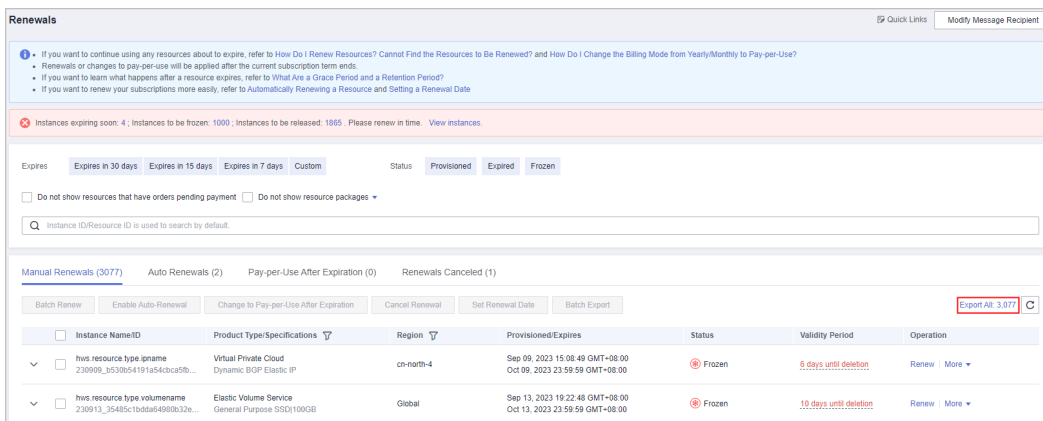 Renewals
Quick Links
Modify Message Recipient
If you want to continue using any resources about to expire, refer to How Do I Renew Resources? Cannot Find the Resources to Be Renewed? and How Do I Change the Billing Mode from Yearly/Monthly to Pay-per-Use?
Renewals or changes to pay-per-use will be applied after the current subscription term ends.
If you want to learn what happens after a resource expires, refer to What Are a Grace Period and a Retention Period?
If you want to renew your subscriptions more easily, refer to Automatically Renewing a Resource and Setting a Renewal Date
Instances expiring soon: 4 ; Instances to be frozen: 1000 ; Instances to be released: 1865 . Please renew in time. View instances.
Expires Expires in 30 days Expires in 15 days Expires in 7 days Custom Status Provisioned Expired Frozen
Do not show resources that have orders pending payment Do not show resource packages
Instance ID/Resource ID is used to search by default.
Manual Renewals (3077) Auto Renewals (2) Pay-per-Use After Expiration (0) Renewals Canceled (1)
Batch Renew Enable Auto-Renewal Change to Pay-per-Use After Expiration Cancel Renewal Set Renewal Date Batch Export Export All: 3,077
Instance Name/ID Product Type/Specifications Region Provisioned/Expires Status Validity Period Operation
hws.resource.type.ipname Virtual Private Cloud Sep 09, 2023 15:08:49 GMT+08:00
cn-north-4 Frozen 6 days until deletion Renew More
230909_b530b54191a54cbca5fb... Dynamic BGP Elastic IP Oct 09, 2023 23:59:59 GMT+08:00
hws.resource.type.volumename Elastic Volume Service Sep 13, 2023 19:22:48 GMT+08:00
Global Frozen 10 days until deletion Renew More
230913_35485c1bdda64980b32e... General Purpose SSD|100GB Oct 13, 2023 23:59:59 GMT+08:00